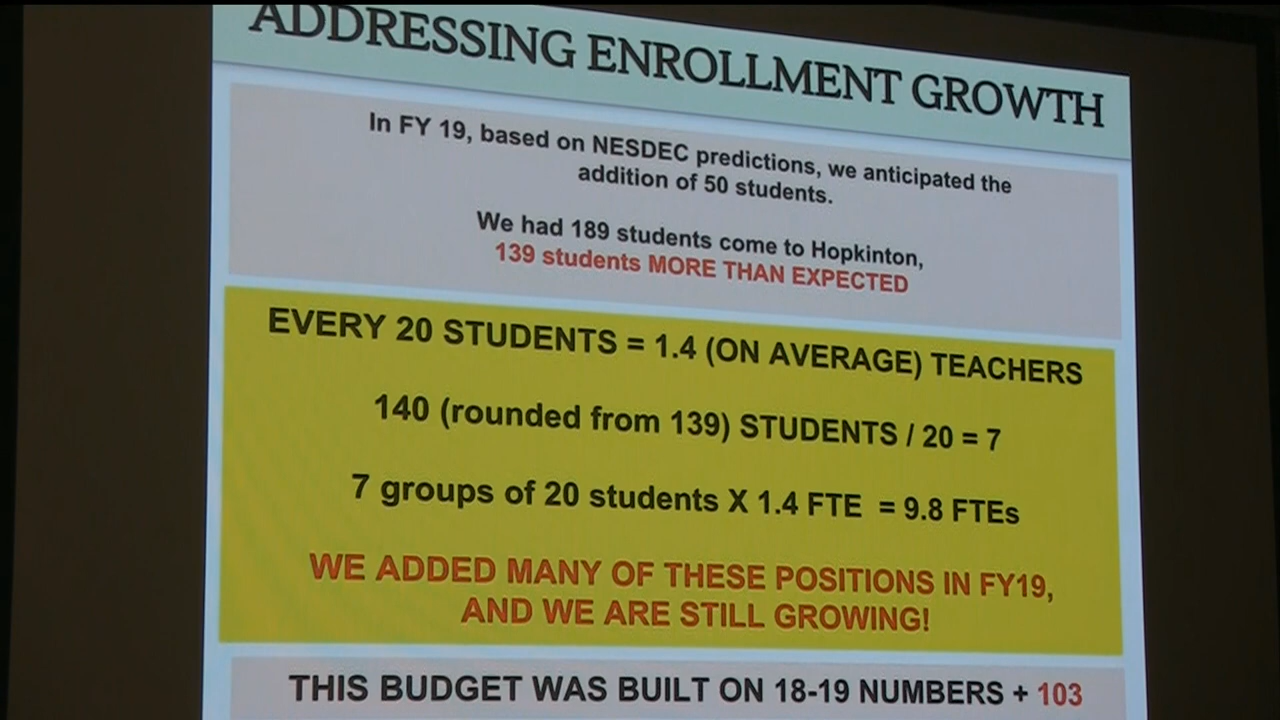 ADDRESSING ENROLLMENT GROWTH
In FY 19, based on NESDEC predictions, we anticipated the
addition of 50 students.
We had 189 students come to Hopkinton,
139 students MORE THAN EXPECTED
EVERY 20 STUDENTS = 1.4 (ON AVERAGE) TEACHERS
140 (rounded from 139) STUDENTS / 20 = 7
7 groups of 20 students X 1.4 FTE = 9.8 FTEs
WE ADDED MANY OF THESE POSITIONS IN FY19,
AND WE ARE STILL GROWING!
THIS BUDGET WAS BUILT ON 18-19 NUMBERS + 103